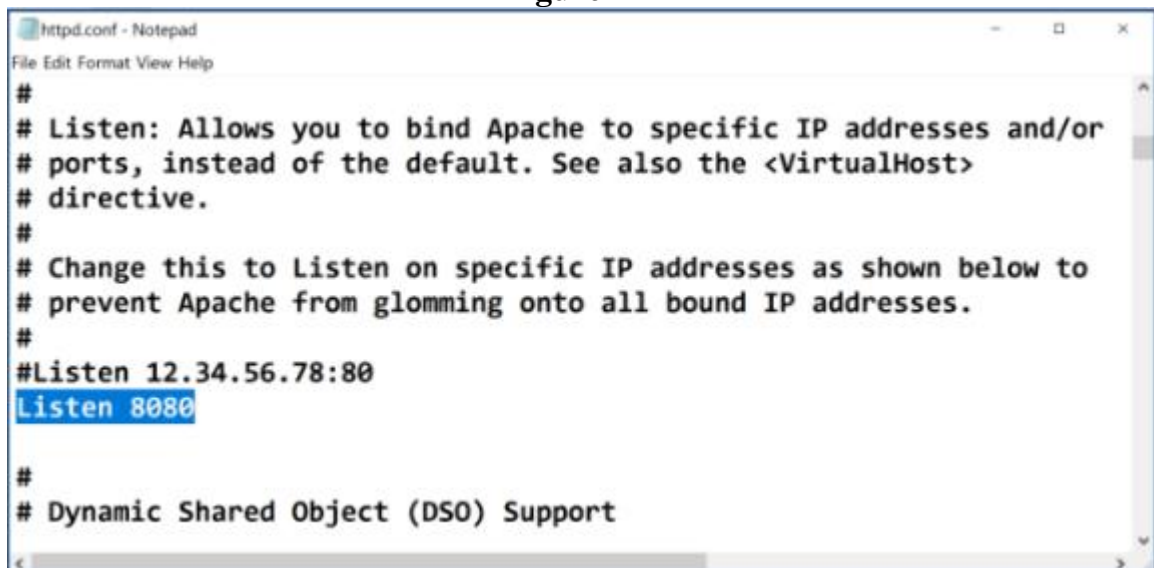 httpd.conf - Notepad
File Edit Format View Help
#
# Listen: Allows you to bind Apache to specific IP addresses and/or
# ports, instead of the default. See also the <VirtualHost>
# directive.
#
# Change this to Listen on specific IP addresses as shown below to
# prevent Apache from glomming onto all bound IP addresses.
#
#Listen 12.34.56.78:80
Listen 8080
#
# Dynamic Shared Object (DSO) Support